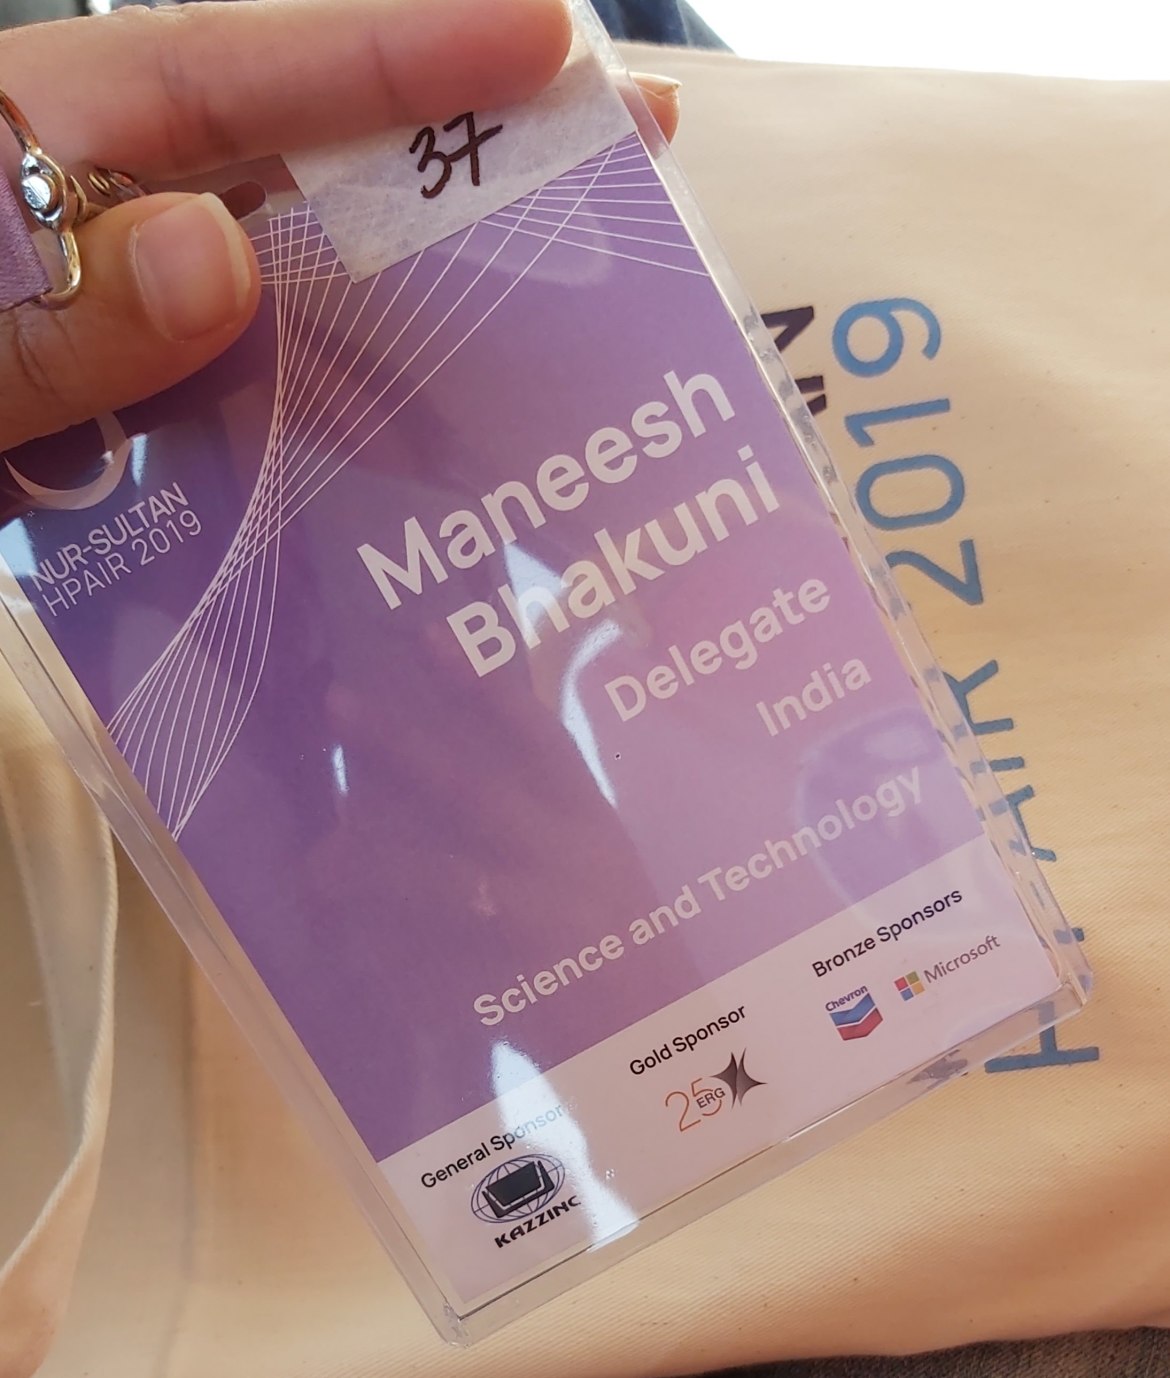 37
NUR-SULTAN
HPAIR 2019
Maneesh
Bhakuni
Delegate
India
Science and Technology
General Sponsor
KAZZINC
Gold Sponsor
25 ERG
Bronze Sponsors
Chevron
Microsoft
HPAIR 2019